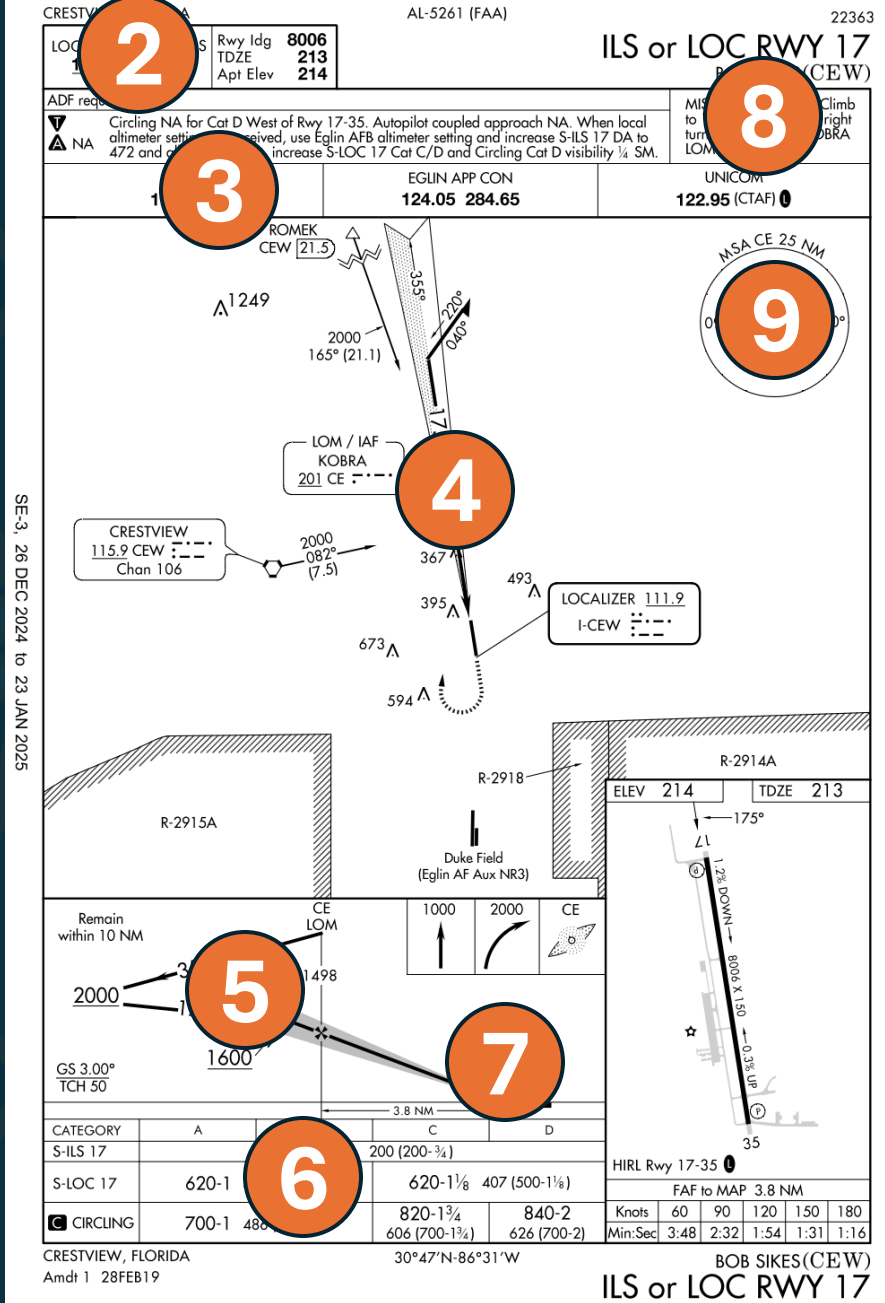 CRESTV
A
AL-5261 (FAA)
22363
LOC
S
Rwy ldg 8006
TDZE 213
Apt Elev 214
2
ILS or LOC RWY 17
(CEW)
ADF
Circling NA for Cat D West of Rwy 17-35. Autopilot coupled approach NA. When local
altimeter received, use Eglin AFB altimeter setting and increase S-ILS 17 DA to
472 and increase S-LOC 17 Cat C/D and Circling Cat D visibility ¼ SM.
T
A NA
Climb
to right
LOM
8
3
EGLIN APP CON
124.05 284.65
UNICOM
122.95 (CTAF) L
ROMEK
CEW 21.5
MSA CE 25 NM
9
1249
355°
220°
040°
2000
165° (21.1)
17
LOM / IAF
KOBRA
201 CE
4
CRESTVIEW
115.9 CEW
Chan 106
2000
082°
(7.5)
367
395
493
673
594
LOCALIZER 111.9
I-CEW
SE-3, 26 DEC 2024 to 23 JAN 2025
R-2915A
R-2918
R-2914A
Duke Field
(Eglin AF Aux NR3)
ELEV 214
TDZE 213
175°
17
P
1.2% DOWN
8006 X 150
0.3% UP
P
35
HIRL Rwy 17-35 L
Remain
within 10 NM
CE
LOM
1000
2000
CE
2000
5
1498
1600
7
GS 3.00°
TCH 50
3.8 NM
CATEGORY A C D
S-ILS 17 200 (200-¾)
S-LOC 17 620-1 620-1⅛ 407 (500-1⅛)
6
C CIRCLING 700-1 820-1¾ 840-2
606 (700-1¾) 626 (700-2)
FAF to MAP 3.8 NM
Knots 60 90 120 150 180
Min:Sec 3:48 2:32 1:54 1:31 1:16
CRESTVIEW, FLORIDA
Amdt 1 28FEB19
30°47'N-86°31'W
BOB SIKES (CEW)
ILS or LOC RWY 17